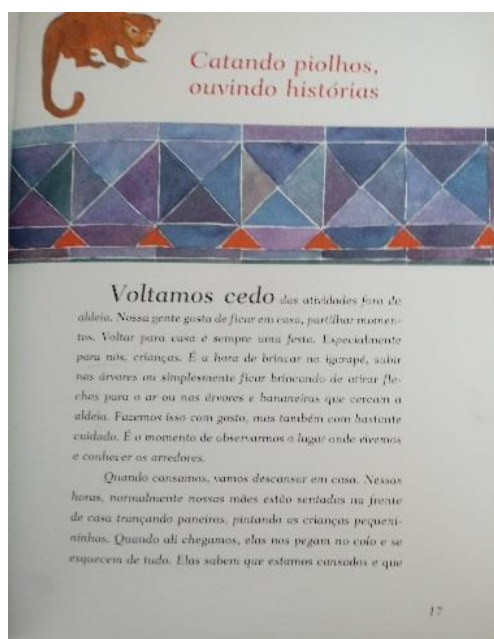 Catando piolhos,
ouvindo histórias
Voltamos cedo das atividades fora da
aldeia. Nossa gente gosta de ficar em casa, partilhar momen-
tos. Voltar para casa é sempre uma festa. Especialmente
para nós, crianças. É a hora de brincar no igarapé, subir
nas árvores ou simplesmente ficar brincando de atirar fle-
chas para o ar ou nas árvores e bananeiras que cercam a
aldeia. Fazemos isso com gosto, mas também com bastante
cuidado. É o momento de observarmos o lugar onde vivemos
e conhecer os arredores.
Quando cansamos, vamos descansar em casa. Nessas
horas, normalmente nossas mães estão sentadas na frente
de casa trançando paneiros, pintando as crianças pequeni-
ninhas. Quando ali chegamos, elas nos pegam no colo e se
esquecem de tudo. Elas sabem que estamos cansados e que
17